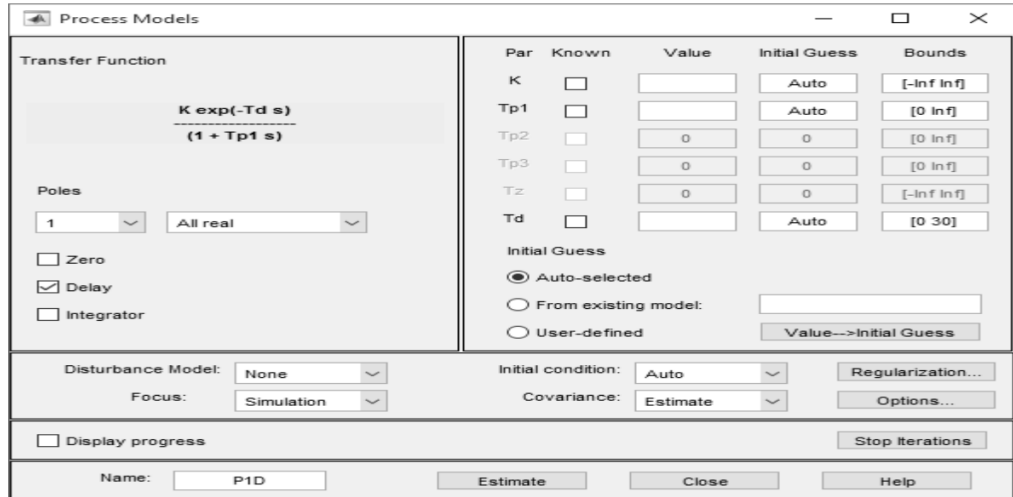 Process Models
Transfer Function
K exp(-Td s)
(1 + Tp1 s)
Poles
1 All real
Zero
Delay
Integrator
Par Known Value Initial Guess Bounds
K Auto [-Inf Inf]
Tp1 Auto [0 Inf]
Tp2 0 0 [0 Inf]
Tp3 0 0 [0 Inf]
Tz 0 0 [-Inf Inf]
Td Auto [0 30]
Initial Guess
Auto-selected
From existing model:
User-defined Value-->Initial Guess
Disturbance Model: None Initial condition: Auto Regularization...
Focus: Simulation Covariance: Estimate Options...
Display progress Stop Iterations
Name: P1D Estimate Close Help